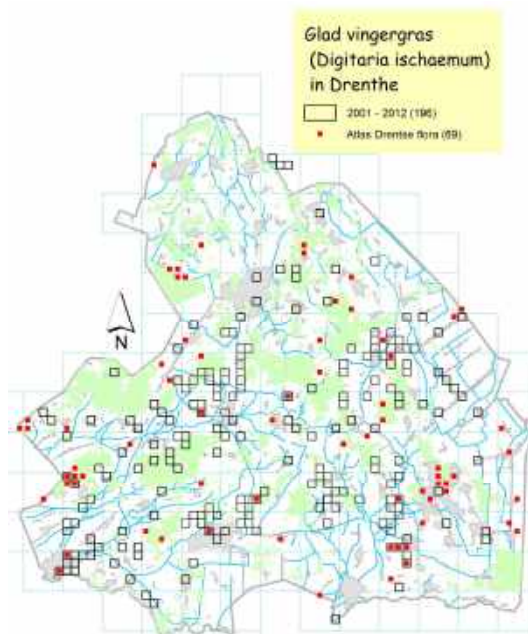 Glad vingergras
(Digitaria ischaemum)
in Drenthe
2001 - 2012 (196)
Atlas Drentse flora (69)
N